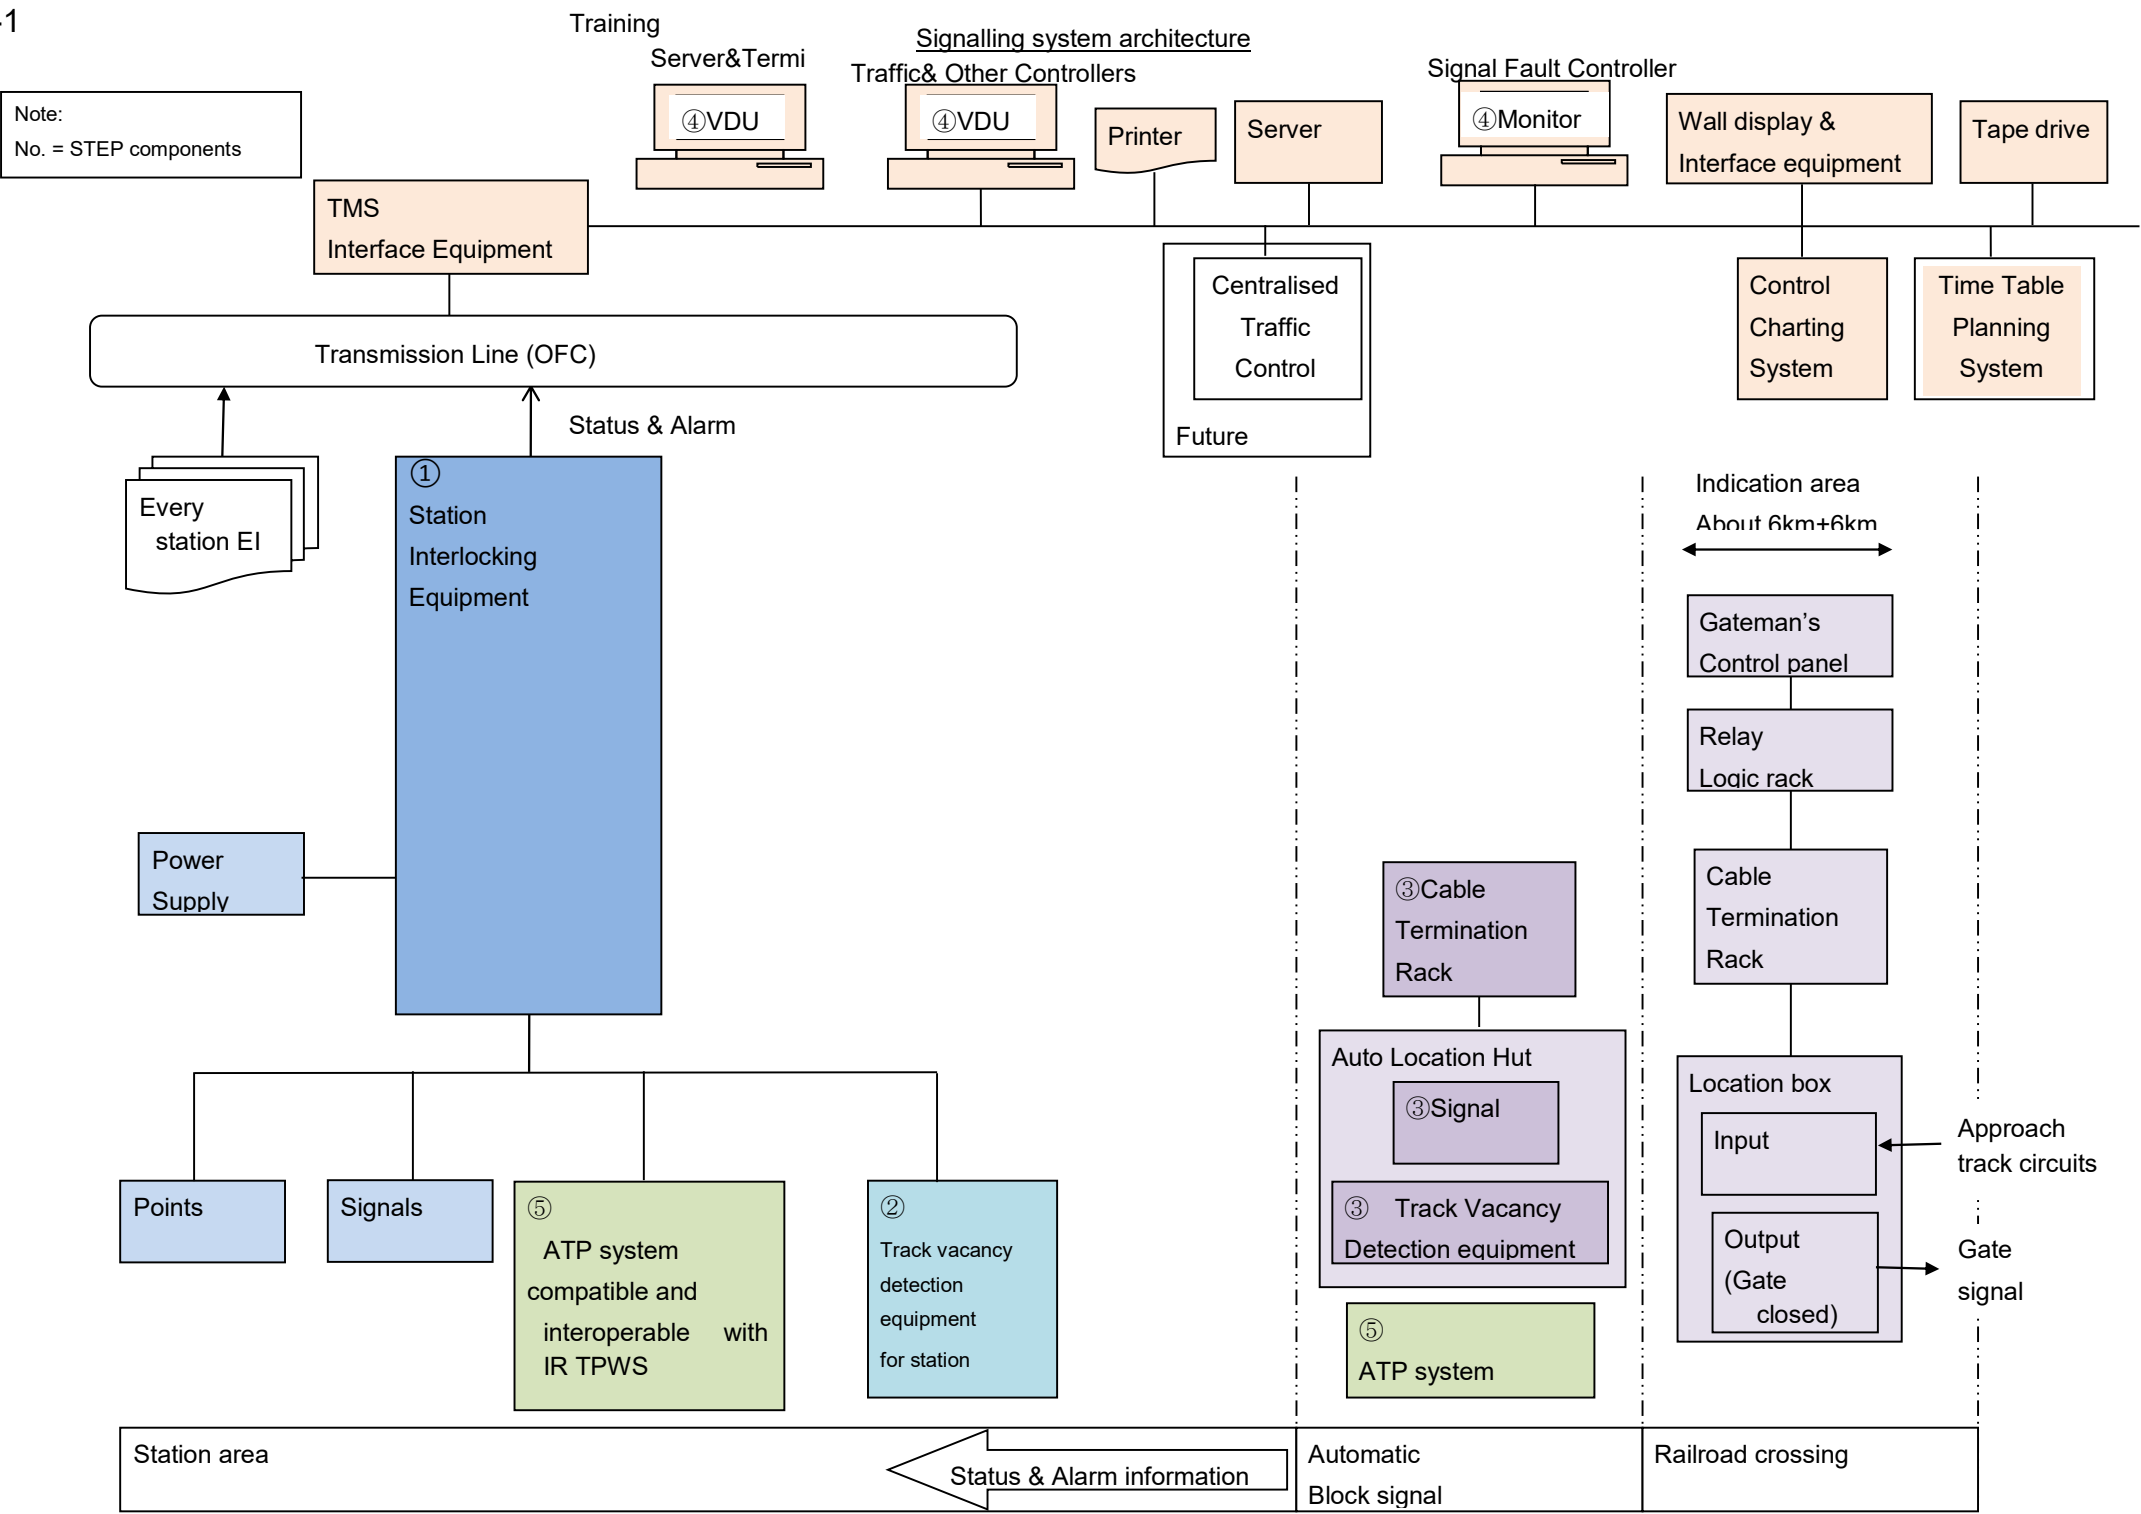 -1
Training
Server&Termi
Signalling system architecture
Traffic& Other Controllers
Signal Fault Controller
Note:
No. = STEP components
④VDU
④VDU
Printer
Server
④Monitor
Wall display &
Interface equipment
Tape drive
TMS
Interface Equipment
Centralised
Traffic
Control
Future
Control
Charting
System
Time Table
Planning
System
Transmission Line (OFC)
Status & Alarm
Every
station EI
①
Station
Interlocking
Equipment
Indication area
About 6km+6km
Gateman’s
Control panel
Relay
Logic rack
Power
Supply
③Cable
Termination
Rack
Cable
Termination
Rack
Auto Location Hut
③Signal
③ Track Vacancy
Detection equipment
Location box
Input
Approach
track circuits
Output
(Gate
closed)
Gate
signal
Points
Signals
⑤
ATP system
compatible and
interoperable with
IR TPWS
②
Track vacancy
detection
equipment
for station
⑤
ATP system
Station area
Status & Alarm information
Automatic
Block signal
Railroad crossing